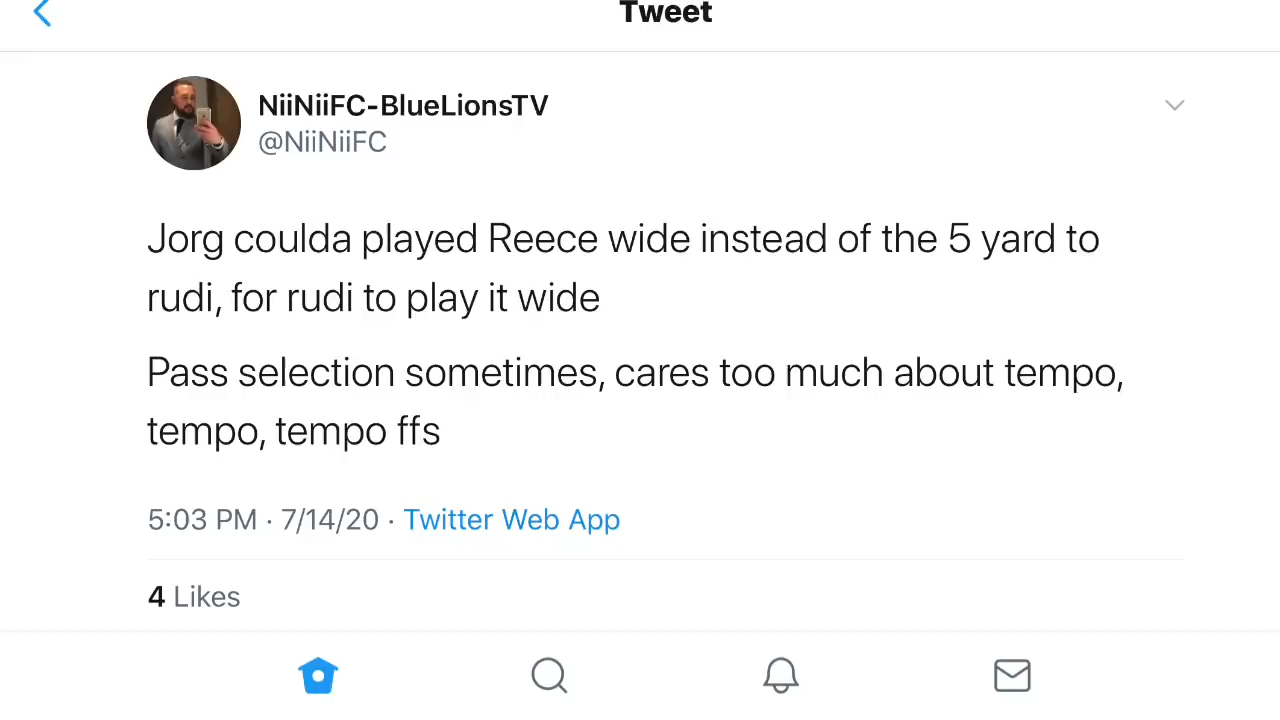 Tweet
NiiNiiFC-BlueLionsTV
@NiiNiiFC
Jorg coulda played Reece wide instead of the 5 yard to
rudi, for rudi to play it wide
Pass selection sometimes, cares too much about tempo,
tempo, tempo ffs
5:03 PM · 7/14/20 · Twitter Web App
4 Likes